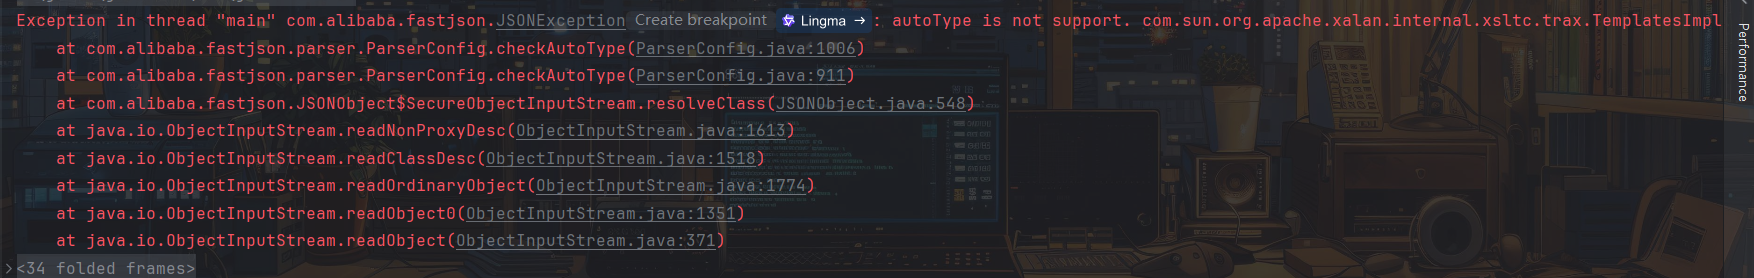 Exception in thread "main" com.alibaba.fastjson.JSONException Create breakpoint Lingma → : autoType is not support. com.sun.org.apache.xalan.internal.xsltc.trax.TemplatesImpl
at com.alibaba.fastjson.parser.ParserConfig.checkAutoType(ParserConfig.java:1006)
at com.alibaba.fastjson.parser.ParserConfig.checkAutoType(ParserConfig.java:911)
at com.alibaba.fastjson.JSONObject$SecureObjectInputStream.resolveClass(JSONObject.java:548)
at java.io.ObjectInputStream.readNonProxyDesc(ObjectInputStream.java:1613)
at java.io.ObjectInputStream.readClassDesc(ObjectInputStream.java:1518)
at java.io.ObjectInputStream.readOrdinaryObject(ObjectInputStream.java:1774)
at java.io.ObjectInputStream.readObject0(ObjectInputStream.java:1351)
at java.io.ObjectInputStream.readObject(ObjectInputStream.java:371)
<34 folded frames>
Performance